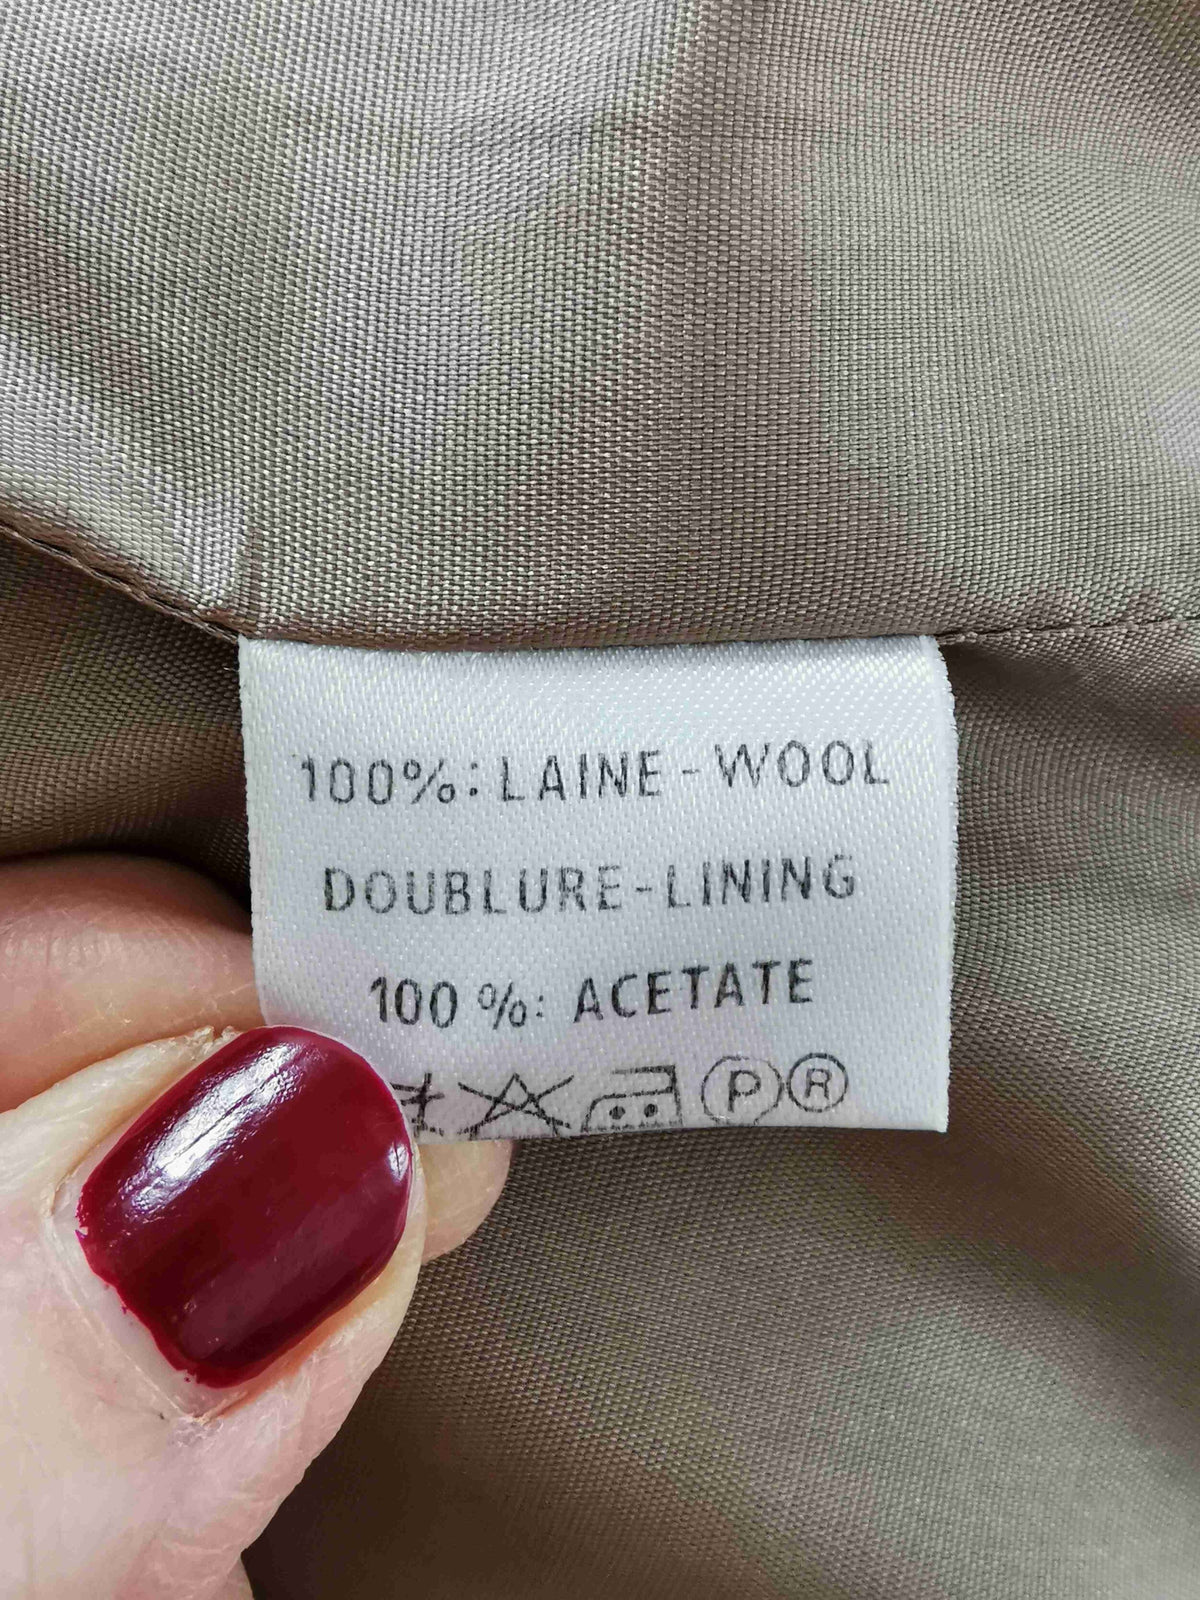 100%: LAINE-WOOL
DOUBLURE-LINING
100%: ACETATE
P R